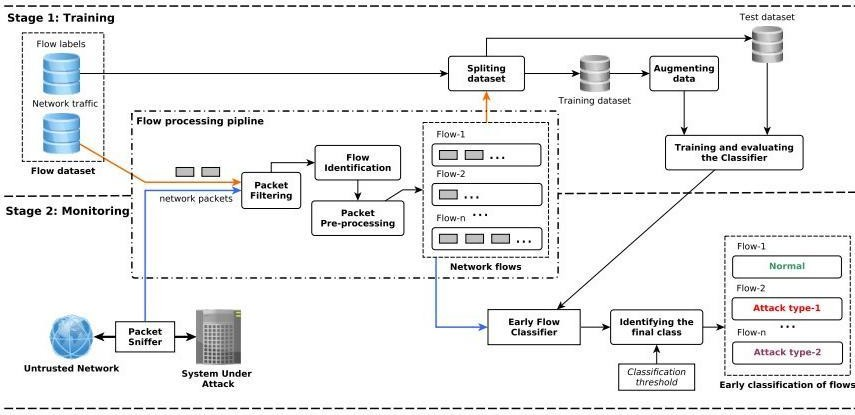 Stage 1: Training
Flow labels
Network traffic
Flow dataset
Spliting
dataset
Training dataset
Augmenting
data
Test dataset
Training and evaluating
the Classifier
Flow processing pipline
network packets
Packet
Filtering
Flow
Identification
Packet
Pre-processing
Flow-1
...
Flow-2
...
...
Flow-n
...
Network flows
Stage 2: Monitoring
Untrusted Network
Packet
Sniffer
System Under
Attack
Early Flow
Classifier
Identifying the
final class
Classification
threshold
Flow-1
Normal
Flow-2
Attack type-1
...
Flow-n
Attack type-2
Early classification of flows